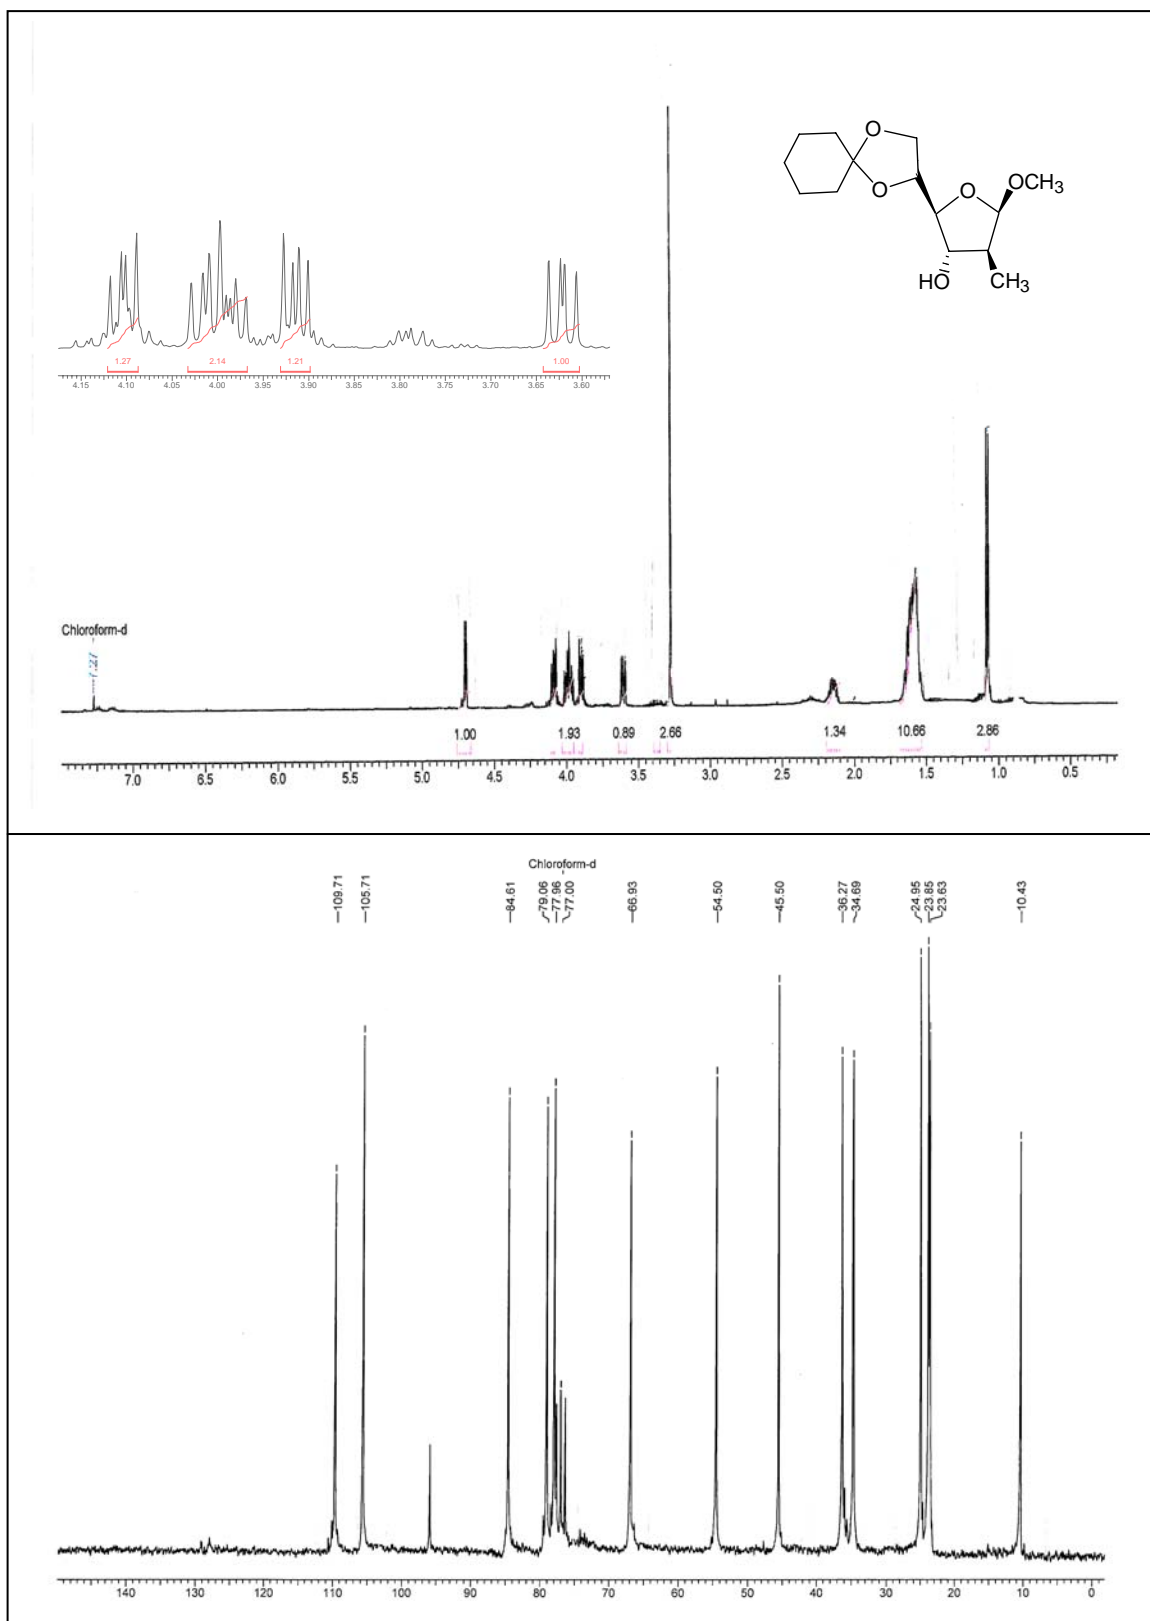 O
O
O
OCH3
HO
CH3
1.27 2.14 1.21 1.00
4.15 4.10 4.05 4.00 3.95 3.90 3.85 3.80 3.75 3.70 3.65 3.60
Chloroform-d
7.27
1.00 1.93 0.89 2.66 1.34 10.66 2.86
7.0 6.5 6.0 5.5 5.0 4.5 4.0 3.5 3.0 2.5 2.0 1.5 1.0 0.5
Chloroform-d
109.71 105.71 84.61 79.06 77.96 77.00 66.93 54.50 45.50 36.27 34.69 24.95 23.85 23.63 10.43
140 130 120 110 100 90 80 70 60 50 40 30 20 10 0